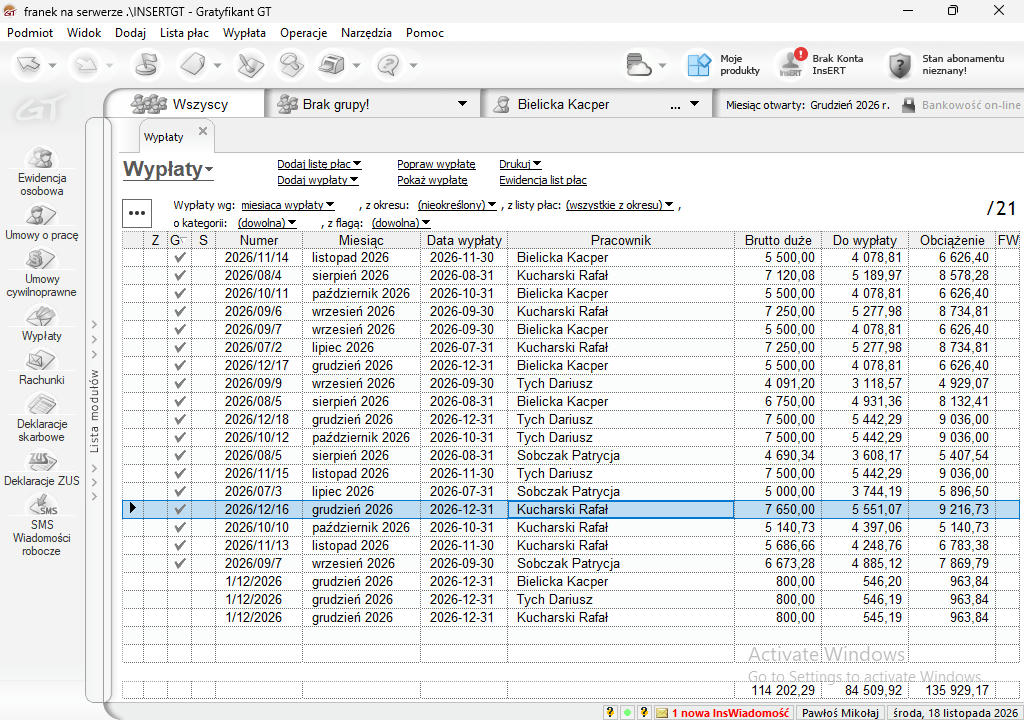 franek na serwerze .\INSERTGT - Gratyfikant GT
Podmiot Widok Dodaj Lista płac Wypłata Operacje Narzędzia Pomoc
Moje produkty
Brak Konta InsERT
Stan abonamentu nieznany!
Wszyscy Brak grupy! Bielicka Kacper ... Miesiąc otwarty: Grudzień 2026 r. Bankowość on-line
GT
Ewidencja osobowa
Umowy o pracę
Umowy cywilnoprawne
Wypłaty
Rachunki
Deklaracje skarbowe
Deklaracje ZUS
SMS Wiadomości robocze
Lista modułów
Wypłaty
Wypłaty
Dodaj listę płac Popraw wypłatę Drukuj
Dodaj wypłaty Pokaż wypłatę Ewidencja list płac
Wypłaty wg: miesiąca wypłaty , z okresu: (nieokreślony) , z listy płac: (wszystkie z okresu) ,
o kategorii: (dowolna) , z flagą: (dowolna)
/21
Z G S Numer Miesiąc Data wypłaty Pracownik Brutto duże Do wypłaty Obciążenie FW
2026/11/14 listopad 2026 2026-11-30 Bielicka Kacper 5 500,00 4 078,81 6 626,40
2026/08/4 sierpień 2026 2026-08-31 Kucharski Rafał 7 120,08 5 189,97 8 578,28
2026/10/11 październik 2026 2026-10-31 Bielicka Kacper 5 500,00 4 078,81 6 626,40
2026/09/6 wrzesień 2026 2026-09-30 Kucharski Rafał 7 250,00 5 277,98 8 734,81
2026/09/7 wrzesień 2026 2026-09-30 Bielicka Kacper 5 500,00 4 078,81 6 626,40
2026/07/2 lipiec 2026 2026-07-31 Kucharski Rafał 7 250,00 5 277,98 8 734,81
2026/12/17 grudzień 2026 2026-12-31 Bielicka Kacper 5 500,00 4 078,81 6 626,40
2026/09/9 wrzesień 2026 2026-09-30 Tych Dariusz 4 091,20 3 118,57 4 929,07
2026/08/5 sierpień 2026 2026-08-31 Bielicka Kacper 6 750,00 4 931,36 8 132,41
2026/12/18 grudzień 2026 2026-12-31 Tych Dariusz 7 500,00 5 442,29 9 036,00
2026/10/12 październik 2026 2026-10-31 Tych Dariusz 7 500,00 5 442,29 9 036,00
2026/08/5 sierpień 2026 2026-08-31 Sobczak Patrycja 4 690,34 3 608,17 5 407,54
2026/11/15 listopad 2026 2026-11-30 Tych Dariusz 7 500,00 5 442,29 9 036,00
2026/07/3 lipiec 2026 2026-07-31 Sobczak Patrycja 5 000,00 3 744,19 5 896,50
2026/12/16 grudzień 2026 2026-12-31 Kucharski Rafał 7 650,00 5 551,07 9 216,73
2026/10/10 październik 2026 2026-10-31 Kucharski Rafał 5 140,73 4 397,06 5 140,73
2026/11/13 listopad 2026 2026-11-30 Kucharski Rafał 5 686,66 4 248,76 6 783,38
2026/09/7 wrzesień 2026 2026-09-30 Sobczak Patrycja 6 673,28 4 885,12 7 869,79
1/12/2026 grudzień 2026 2026-12-31 Bielicka Kacper 800,00 546,20 963,84
1/12/2026 grudzień 2026 2026-12-31 Tych Dariusz 800,00 546,19 963,84
1/12/2026 grudzień 2026 2026-12-31 Kucharski Rafał 800,00 545,19 963,84
Activate Windows
Go to Settings to activate Windows.
114 202,29 84 509,92 135 929,17
1 nowa InsWiadomość Pawłoś Mikołaj środa, 18 listopada 2026